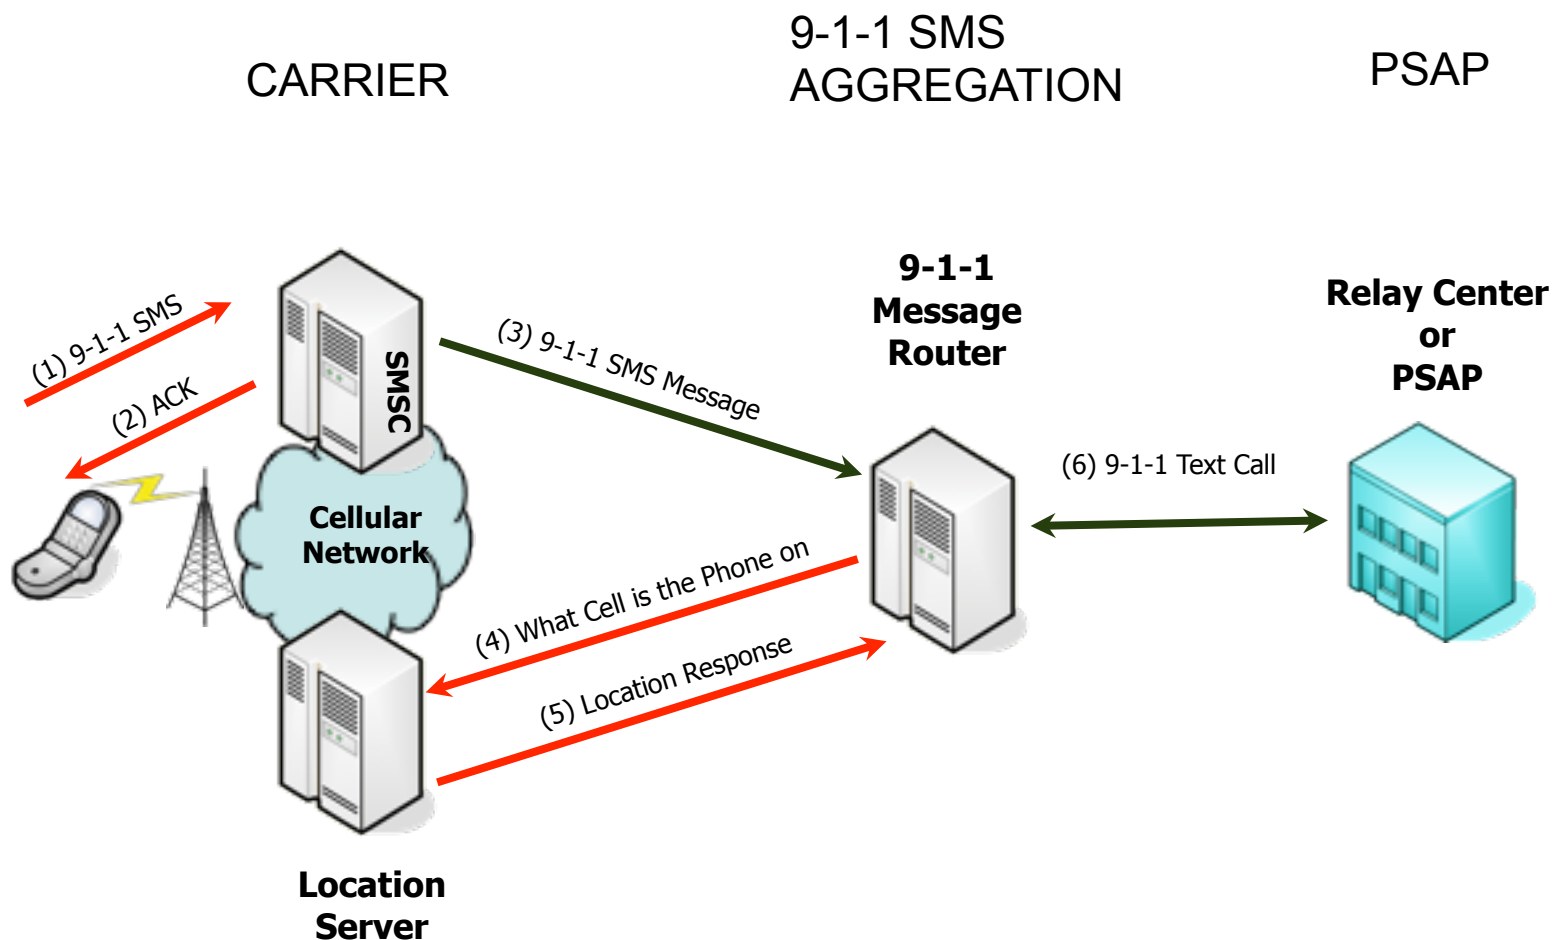 CARRIER
9-1-1 SMS
AGGREGATION
PSAP
(1) 9-1-1 SMS
(2) ACK
SMSC
(3) 9-1-1 SMS Message
9-1-1
Message
Router
Relay Center
or
PSAP
(6) 9-1-1 Text Call
Cellular
Network
(4) What Cell is the Phone on
(5) Location Response
Location
Server